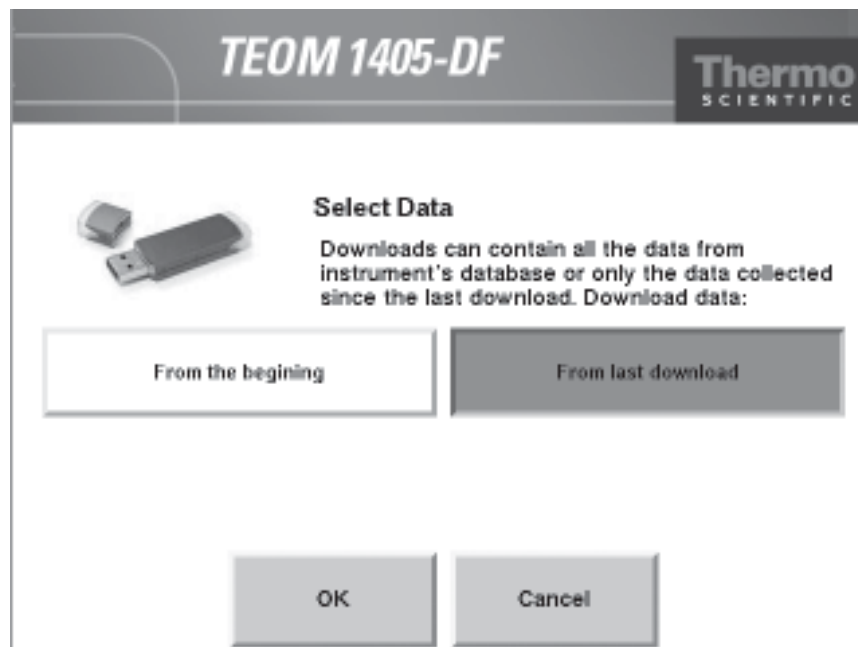 TEOM 1405-DF
Thermo
SCIENTIFIC
Select Data
Downloads can contain all the data from
instrument's database or only the data collected
since the last download. Download data:
From the begining
From last download
OK
Cancel